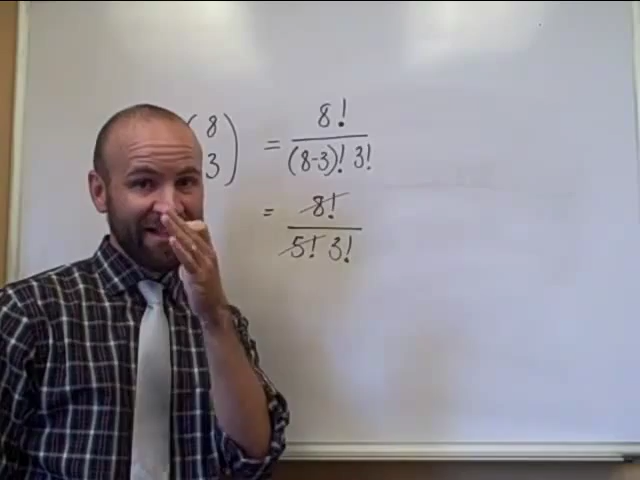 (8 3) = 8! / (8-3)! 3!
= 8! / 5! 3!